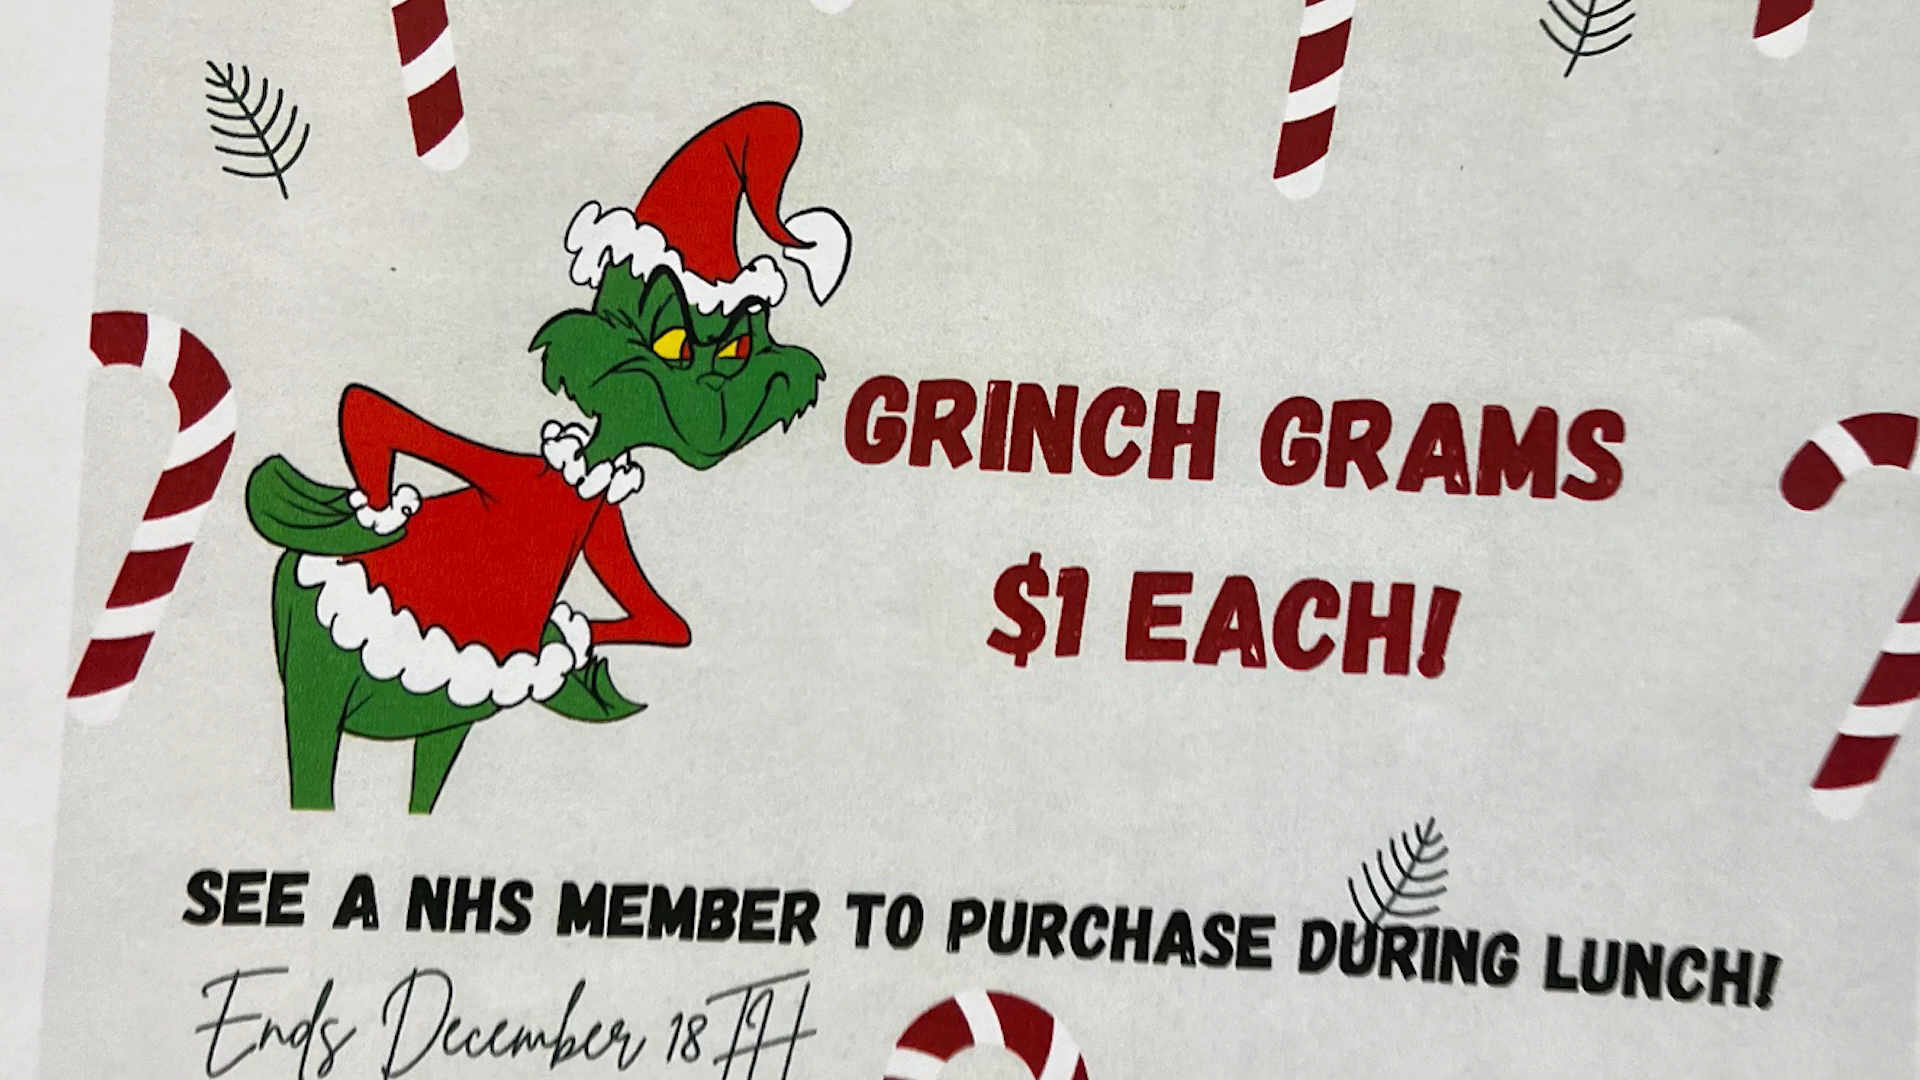 GRINCH GRAMS
$1 EACH!
SEE A NHS MEMBER TO PURCHASE DURING LUNCH!
Ends December 18TH